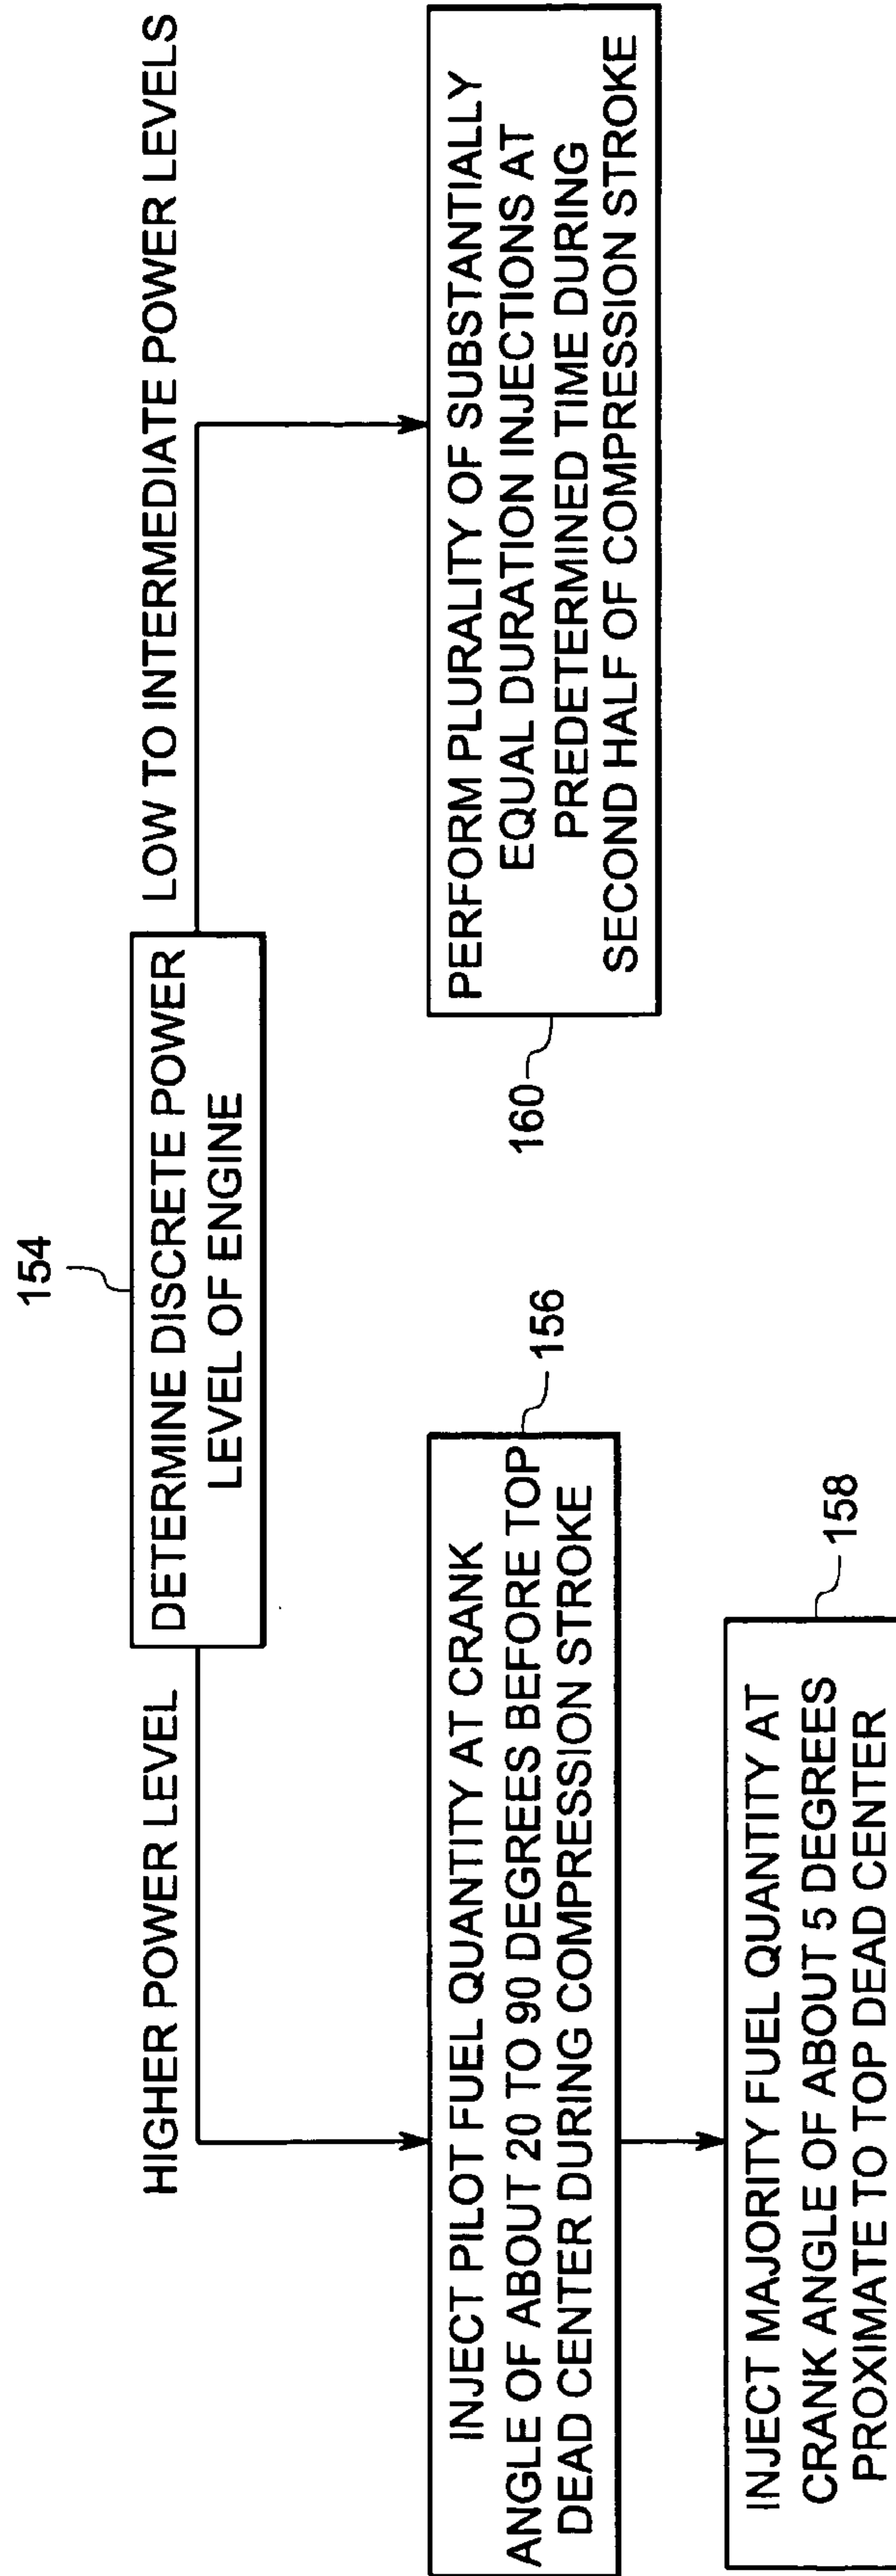 154
DETERMINE DISCRETE POWER
LEVEL OF ENGINE
HIGHER POWER LEVEL
LOW TO INTERMEDIATE POWER LEVELS
INJECT PILOT FUEL QUANTITY AT CRANK
ANGLE OF ABOUT 20 TO 90 DEGREES BEFORE TOP
DEAD CENTER DURING COMPRESSION STROKE
156
160
PERFORM PLURALITY OF SUBSTANTIALLY
EQUAL DURATION INJECTIONS AT
PREDETERMINED TIME DURING
SECOND HALF OF COMPRESSION STROKE
INJECT MAJORITY FUEL QUANTITY AT
CRANK ANGLE OF ABOUT 5 DEGREES
PROXIMATE TO TOP DEAD CENTER
158